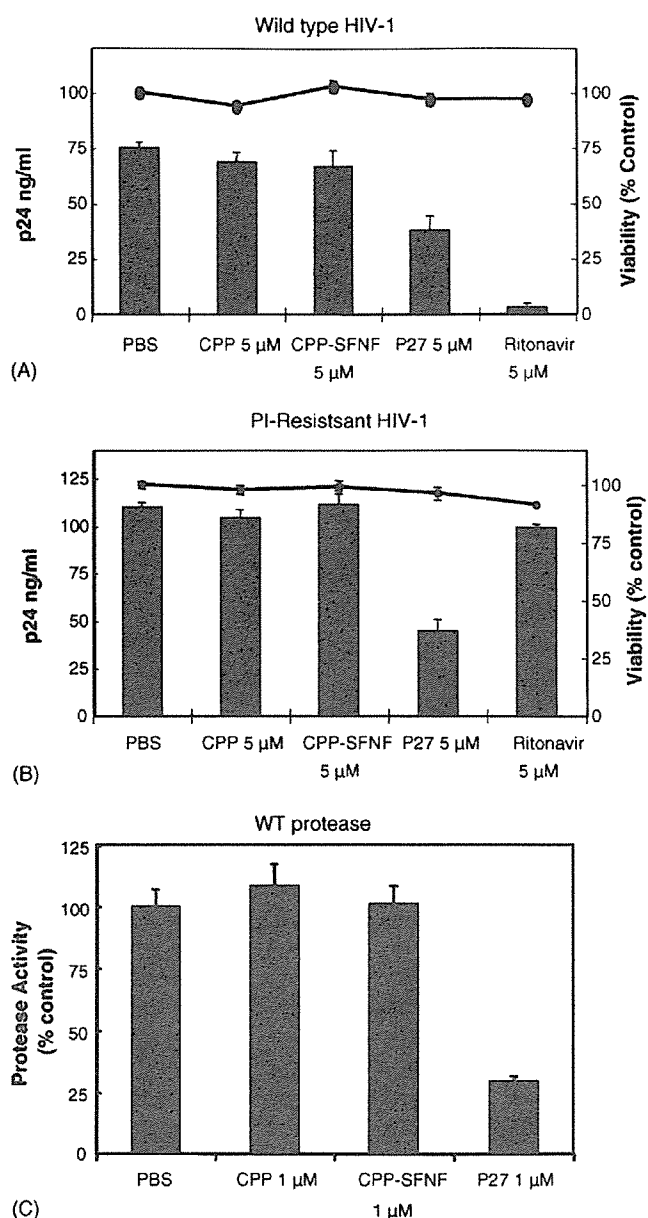 Wild type HIV-1
p24 ng/ml
100
75
50
25
0
100
75
50
25
0
Viability (% Control)
PBS
CPP 5 µM
CPP-SFNF
5 µM
P27 5 µM
Ritonavir
5 µM
(A)
PI-Resistsant HIV-1
p24 ng/ml
125
100
75
50
25
0
100
75
50
25
0
Viability (% control)
PBS
CPP 5 µM
CPP-SFNF
5 µM
P27 5 µM
Ritonavir
5 µM
(B)
WT protease
Protease Activity
(% control)
125
100
75
50
25
0
PBS
CPP 1 µM
CPP-SFNF
1 µM
P27 1 µM
(C)